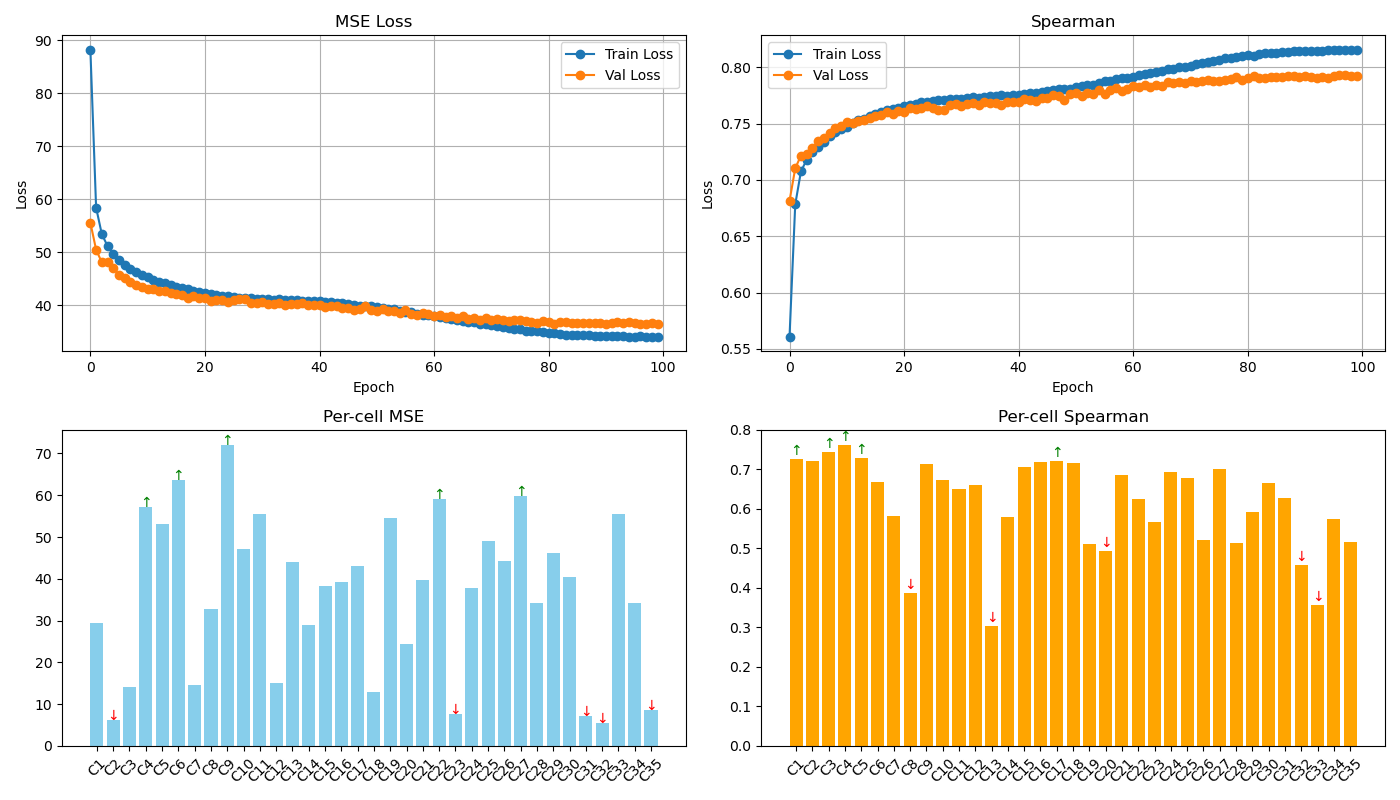 MSE Loss
90
80
70
60
50
40
Loss
0 20 40 60 80 100
Epoch
Train Loss
Val Loss
Spearman
0.80
0.75
0.70
0.65
0.60
0.55
Loss
0 20 40 60 80 100
Epoch
Train Loss
Val Loss
Per-cell MSE
70
60
50
40
30
20
10
0
↑ ↑ ↑ ↑ ↑
↓ ↓ ↓ ↓ ↓
C1 C2 C3 C4 C5 C6 C7 C8 C9 C10 C11 C12 C13 C14 C15 C16 C17 C18 C19 C20 C21 C22 C23 C24 C25 C26 C27 C28 C29 C30 C31 C32 C33 C34 C35
Per-cell Spearman
0.8
0.7
0.6
0.5
0.4
0.3
0.2
0.1
0.0
↑ ↑ ↑ ↑ ↑
↓ ↓ ↓ ↓ ↓
C1 C2 C3 C4 C5 C6 C7 C8 C9 C10 C11 C12 C13 C14 C15 C16 C17 C18 C19 C20 C21 C22 C23 C24 C25 C26 C27 C28 C29 C30 C31 C32 C33 C34 C35